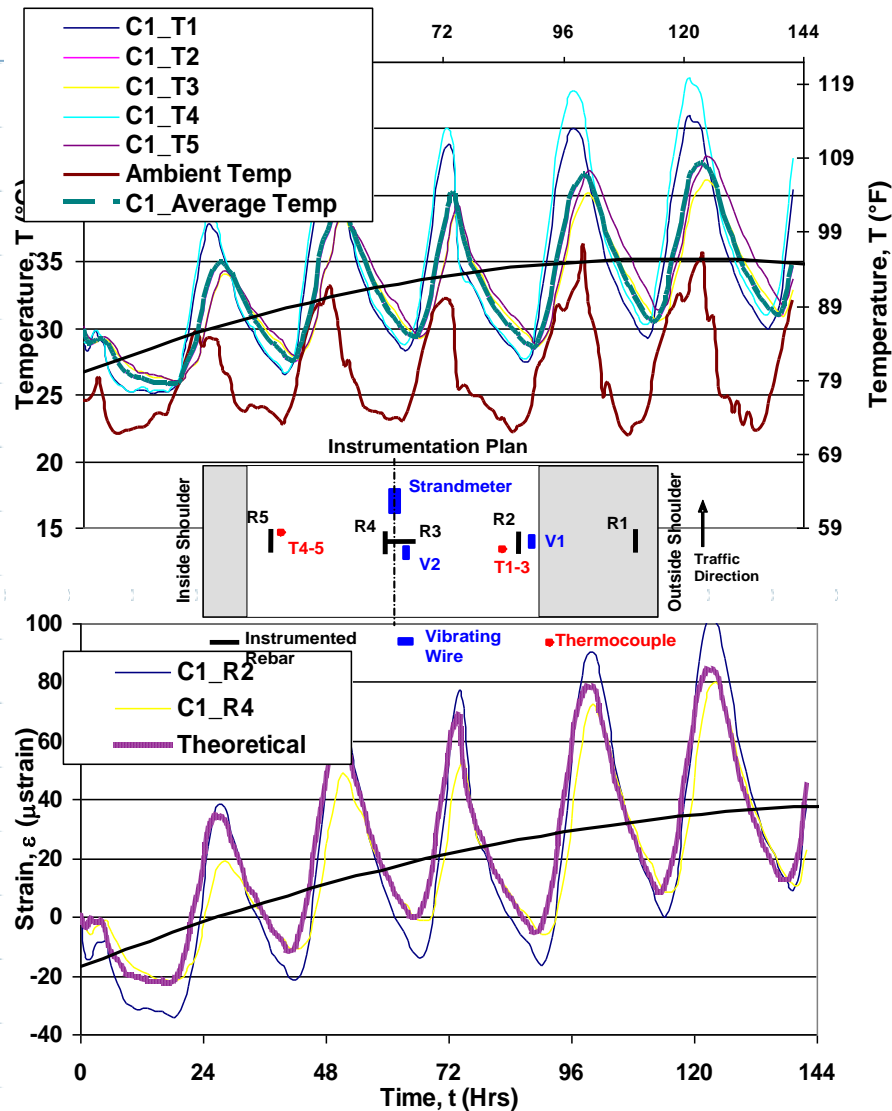 C1_T1
C1_T2
C1_T3
C1_T4
C1_T5
Ambient Temp
C1_Average Temp
72 96 120 144
Temperature, T (°C)
35
30
25
20
15
119
109
99
89
79
69
59
Temperature, T (°F)
Instrumentation Plan
Inside Shoulder
R5
T4-5
Strandmeter
R4
R3
V2
R2
T1-3
V1
R1
Outside Shoulder
Traffic
Direction
Instrumented
Rebar
Vibrating
Wire
Thermocouple
C1_R2
C1_R4
Theoretical
Strain, ε (µstrain)
100
80
60
40
20
0
-20
-40
0 24 48 72 96 120 144
Time, t (Hrs)